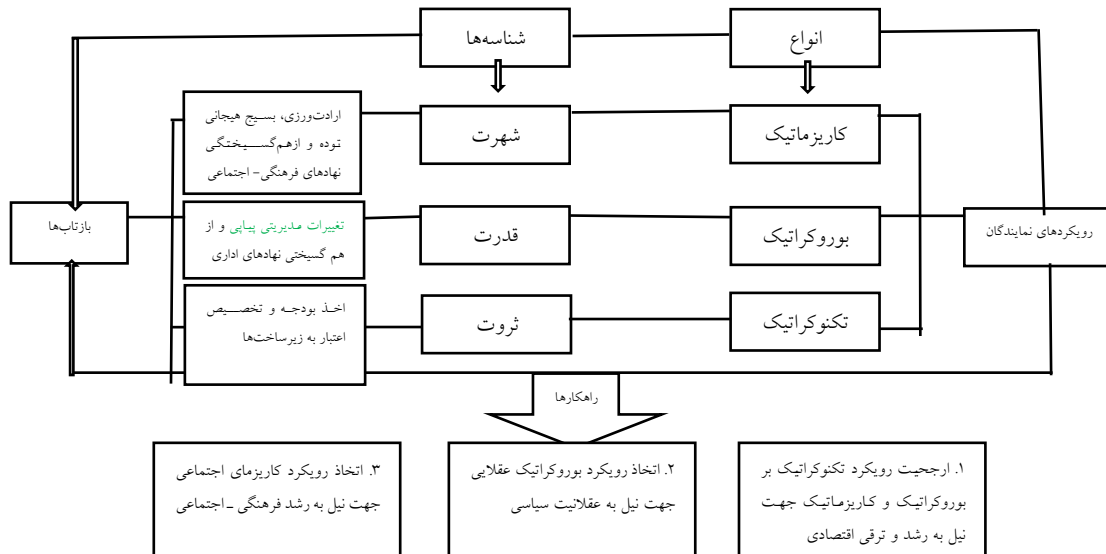 انواع
شناسه‌ها
کاریزماتیک
شهرت
ارادت‌ورزی، بسیج هیجانی
توده و ازهم‌گسیختگی
نهادهای فرهنگی- اجتماعی
رویکردهای نمایندگان
بوروکراتیک
قدرت
تغییرات مدیریتی پیاپی و از
هم گسیختی نهادهای اداری
بازتاب‌ها
تکنوکراتیک
ثروت
اخذ بودجه و تخصیص
اعتبار به زیرساخت‌ها
راهکارها
۱. ارجحیت رویکرد تکنوکراتیک بر
بوروکراتیک و کاریزماتیک جهت
نیل به رشد و ترقی اقتصادی
۲. اتخاذ رویکرد بوروکراتیک عقلایی
جهت نیل به عقلانیت سیاسی
۳. اتخاذ رویکرد کاریزمای اجتماعی
جهت نیل به رشد فرهنگی –اجتماعی